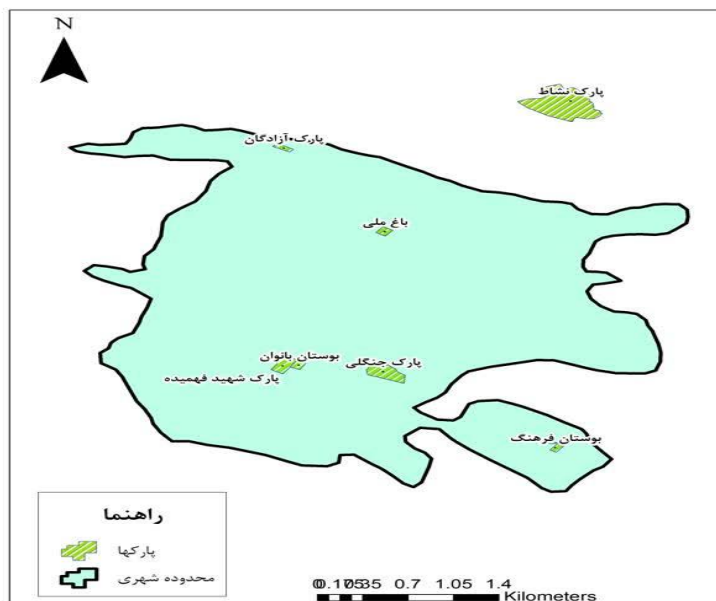 N
پارک نشاط
پارک آزادگان
باغ ملی
بوستان بانوان
پارک جنگلی
پارک شهید فهمیده
بوستان فرهنگ
راهنما
پارکها
محدوده شهری
0 0.175 0.35 0.7 1.05 1.4
Kilometers